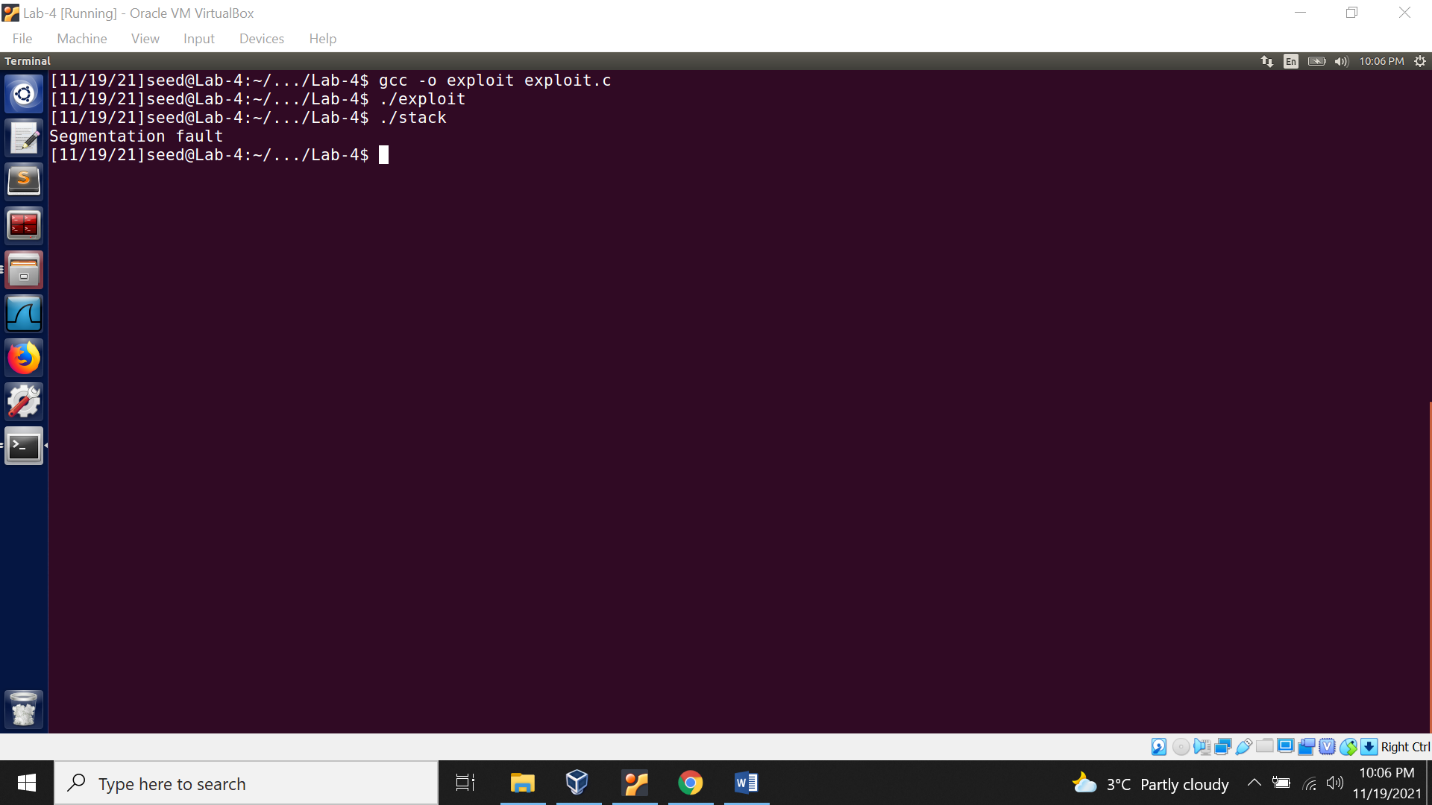 Lab-4 [Running] - Oracle VM VirtualBox
File Machine View Input Devices Help
Terminal En 10:06 PM
[11/19/21]seed@Lab-4:~/.../Lab-4$ gcc -o exploit exploit.c
[11/19/21]seed@Lab-4:~/.../Lab-4$ ./exploit
[11/19/21]seed@Lab-4:~/.../Lab-4$ ./stack
Segmentation fault
[11/19/21]seed@Lab-4:~/.../Lab-4$
Right Ctrl
Type here to search
3°C Partly cloudy
10:06 PM
11/19/2021